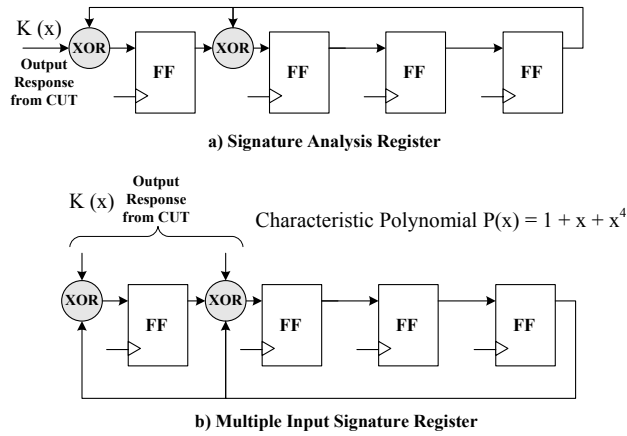 K (x)
XOR
XOR
Output
Response
from CUT
FF
FF
FF
FF
a) Signature Analysis Register
K (x)
Output
Response
from CUT
Characteristic Polynomial P(x) = 1 + x + x⁴
XOR
XOR
FF
FF
FF
FF
b) Multiple Input Signature Register